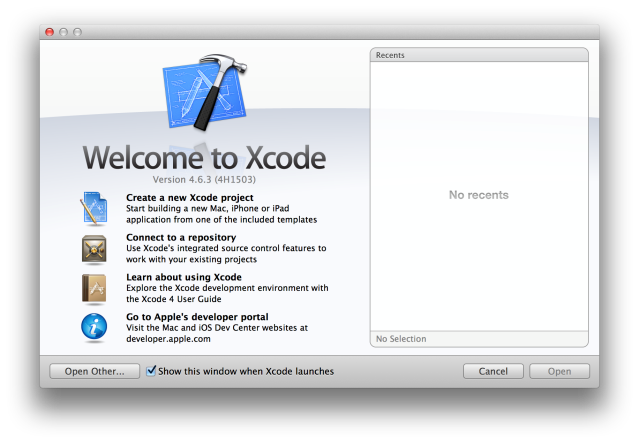 Welcome to Xcode
Version 4.6.3 (4H1503)
Create a new Xcode project
Start building a new Mac, iPhone or iPad
application from one of the included templates
Connect to a repository
Use Xcode's integrated source control features to
work with your existing projects
Learn about using Xcode
Explore the Xcode development environment with
the Xcode 4 User Guide
Go to Apple's developer portal
Visit the Mac and iOS Dev Center websites at
developer.apple.com
Recents
No recents
No Selection
Open Other...
Show this window when Xcode launches
Cancel
Open